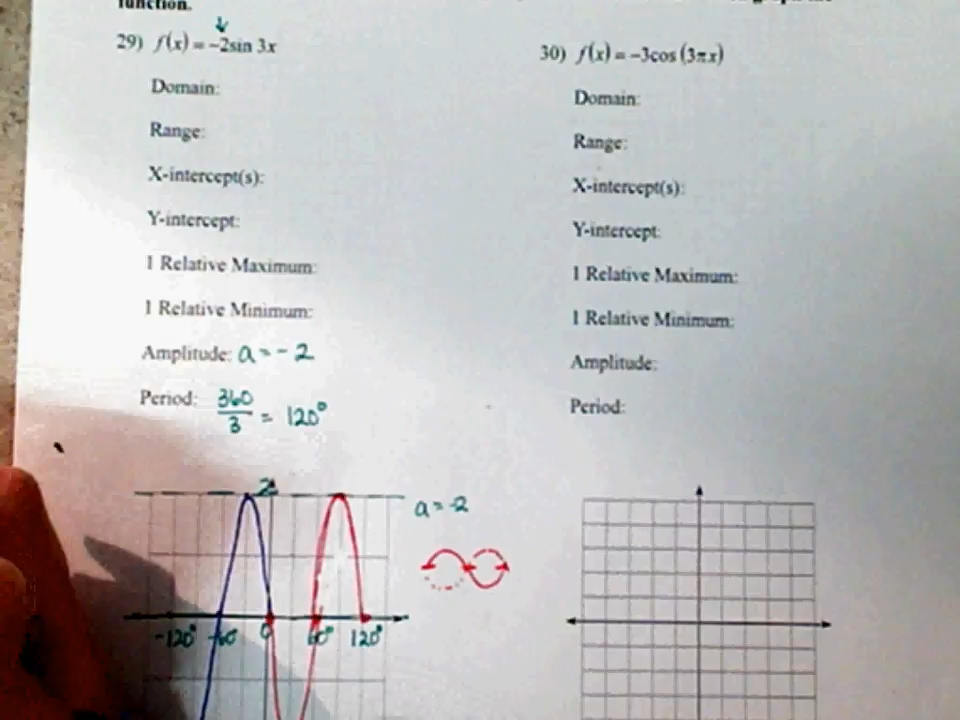 function.
29) f(x) = -2sin 3x
Domain:
Range:
X-intercept(s):
Y-intercept:
1 Relative Maximum:
1 Relative Minimum:
Amplitude: a = -2
Period: 360/3 = 120°
2
a = -2
-120° -60 0 60° 120°
30) f(x) = -3cos (3πx)
Domain:
Range:
X-intercept(s):
Y-intercept:
1 Relative Maximum:
1 Relative Minimum:
Amplitude:
Period: